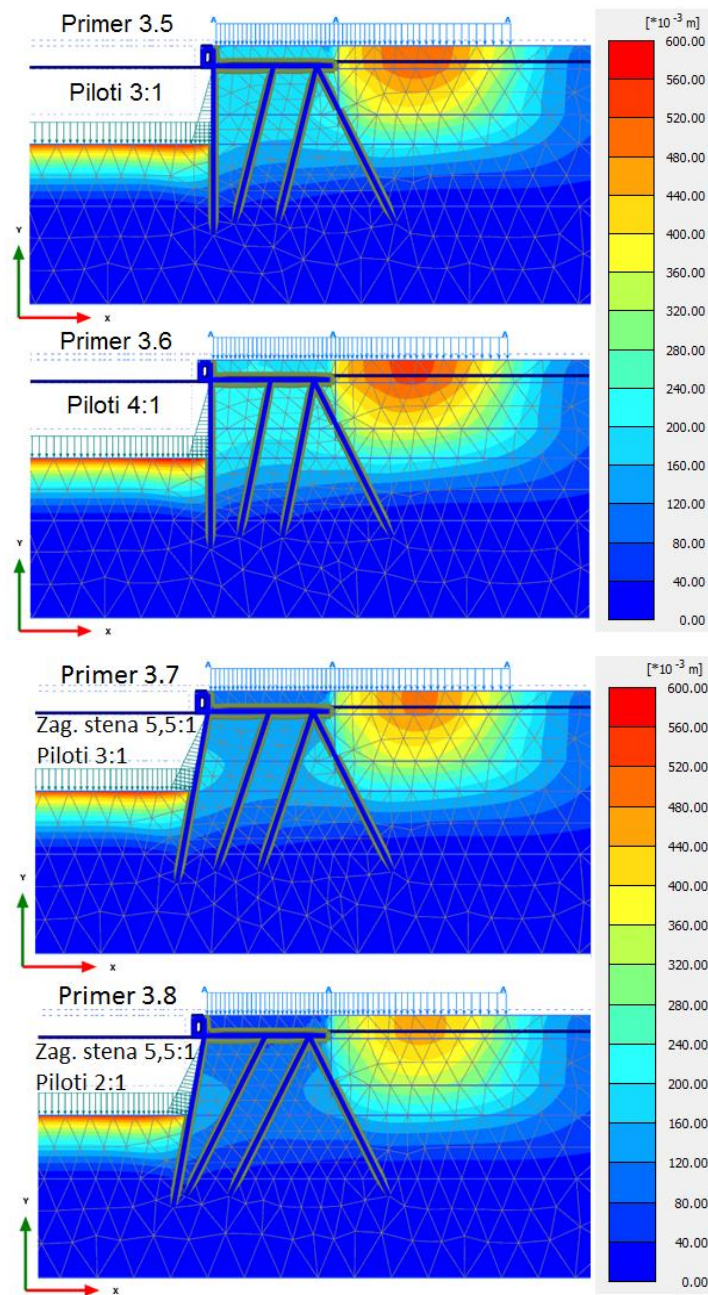 Primer 3.5
A A A
Piloti 3:1
Y
x
[*10 -3 m]
600.00
560.00
520.00
480.00
440.00
400.00
360.00
320.00
280.00
240.00
200.00
160.00
120.00
80.00
40.00
0.00
Primer 3.6
A A A
Piloti 4:1
Y
x
Primer 3.7
A A A
Zag. stena 5,5:1
Piloti 3:1
Y
x
[*10 -3 m]
600.00
560.00
520.00
480.00
440.00
400.00
360.00
320.00
280.00
240.00
200.00
160.00
120.00
80.00
40.00
0.00
Primer 3.8
A A A
Zag. stena 5,5:1
Piloti 2:1
Y
x